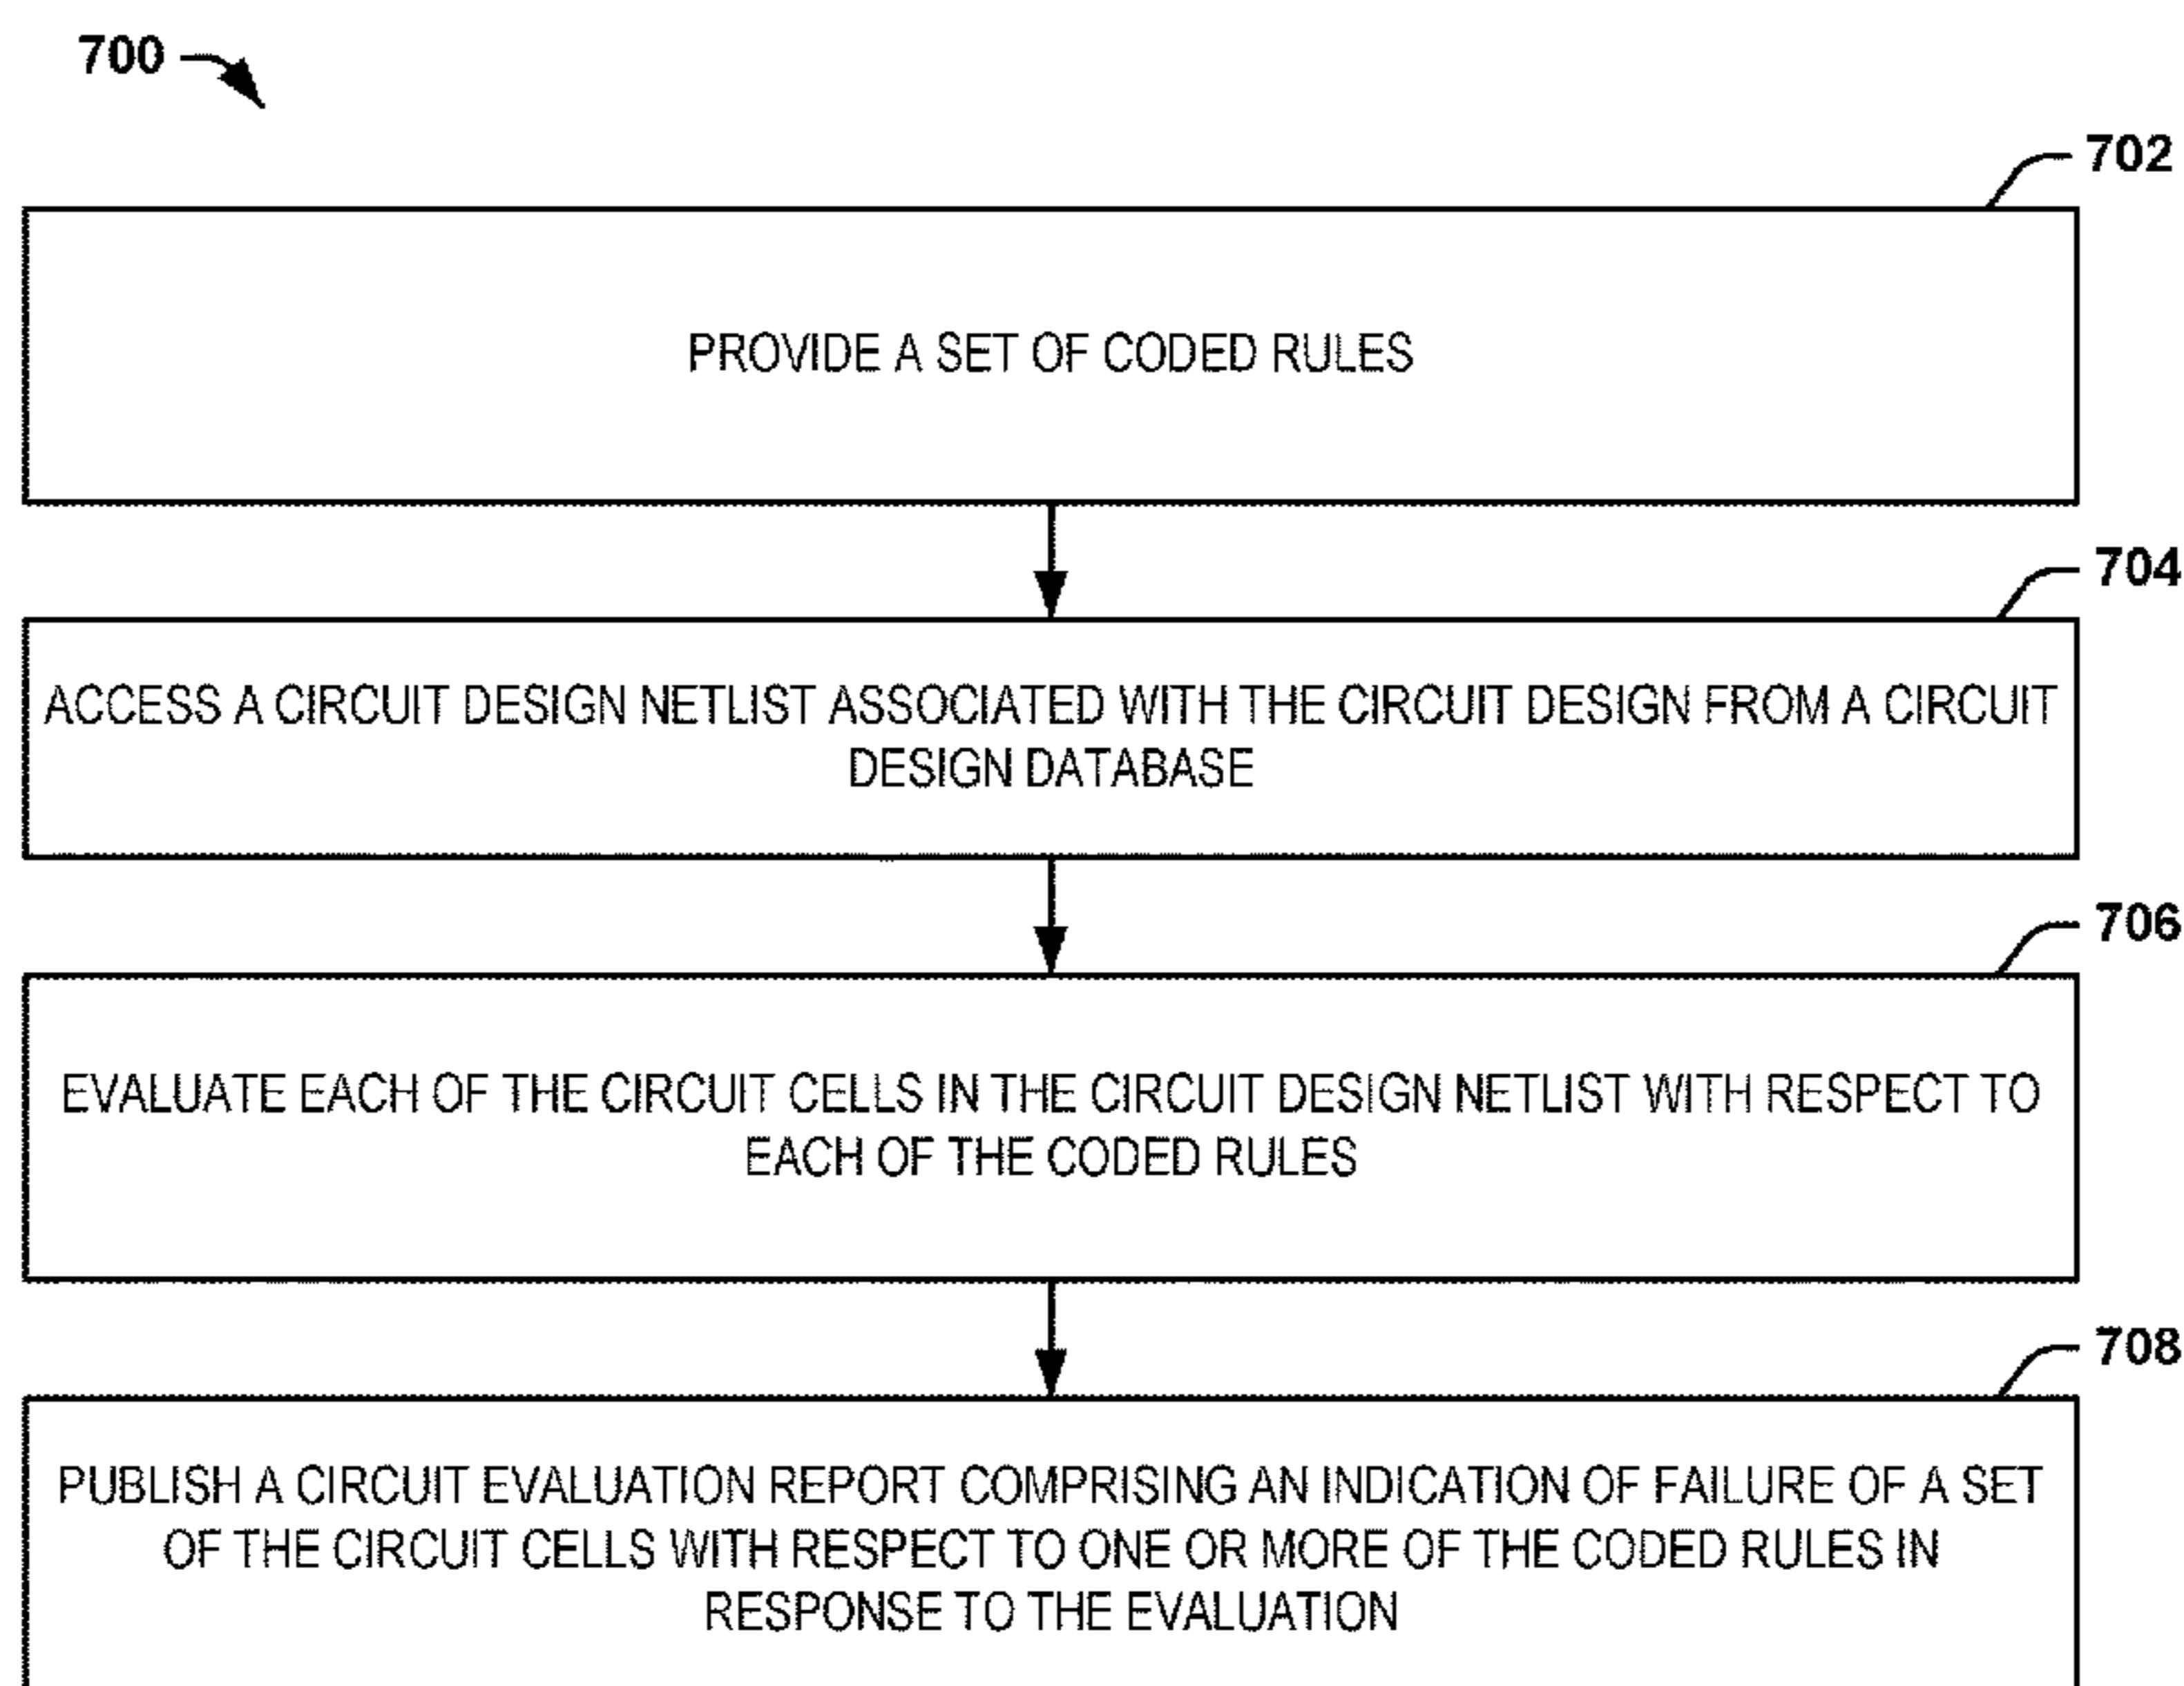 700
702
PROVIDE A SET OF CODED RULES
704
ACCESS A CIRCUIT DESIGN NETLIST ASSOCIATED WITH THE CIRCUIT DESIGN FROM A CIRCUIT
DESIGN DATABASE
706
EVALUATE EACH OF THE CIRCUIT CELLS IN THE CIRCUIT DESIGN NETLIST WITH RESPECT TO
EACH OF THE CODED RULES
708
PUBLISH A CIRCUIT EVALUATION REPORT COMPRISING AN INDICATION OF FAILURE OF A SET
OF THE CIRCUIT CELLS WITH RESPECT TO ONE OR MORE OF THE CODED RULES IN
RESPONSE TO THE EVALUATION